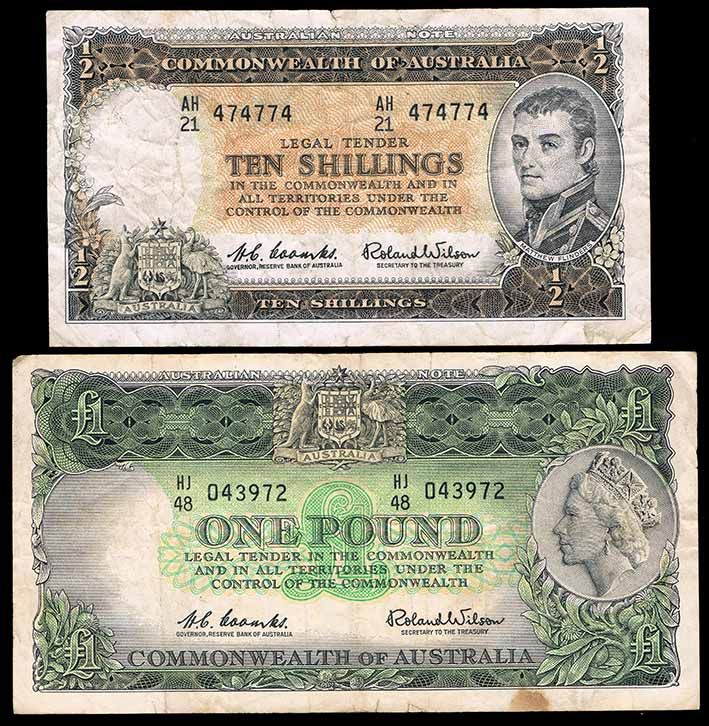 AUSTRALIAN NOTE
½ COMMONWEALTH OF AUSTRALIA ½
AH 21 474774 AH 21 474774
LEGAL TENDER
TEN SHILLINGS
IN THE COMMONWEALTH AND IN
ALL TERRITORIES UNDER THE
CONTROL OF THE COMMONWEALTH
MATTHEW FLINDERS
H.C. Coombs. Roland Wilson
GOVERNOR, RESERVE BANK OF AUSTRALIA SECRETARY TO THE TREASURY
½ ½
AUSTRALIA
TEN SHILLINGS
AUSTRALIAN NOTE
£1 £1
AUSTRALIA
HJ 48 043972 HJ 48 043972
ONE POUND
LEGAL TENDER IN THE COMMONWEALTH
AND IN ALL TERRITORIES UNDER THE
CONTROL OF THE COMMONWEALTH
H.C. Coombs. Roland Wilson
GOVERNOR, RESERVE BANK OF AUSTRALIA SECRETARY TO THE TREASURY
£1 £1
COMMONWEALTH OF AUSTRALIA